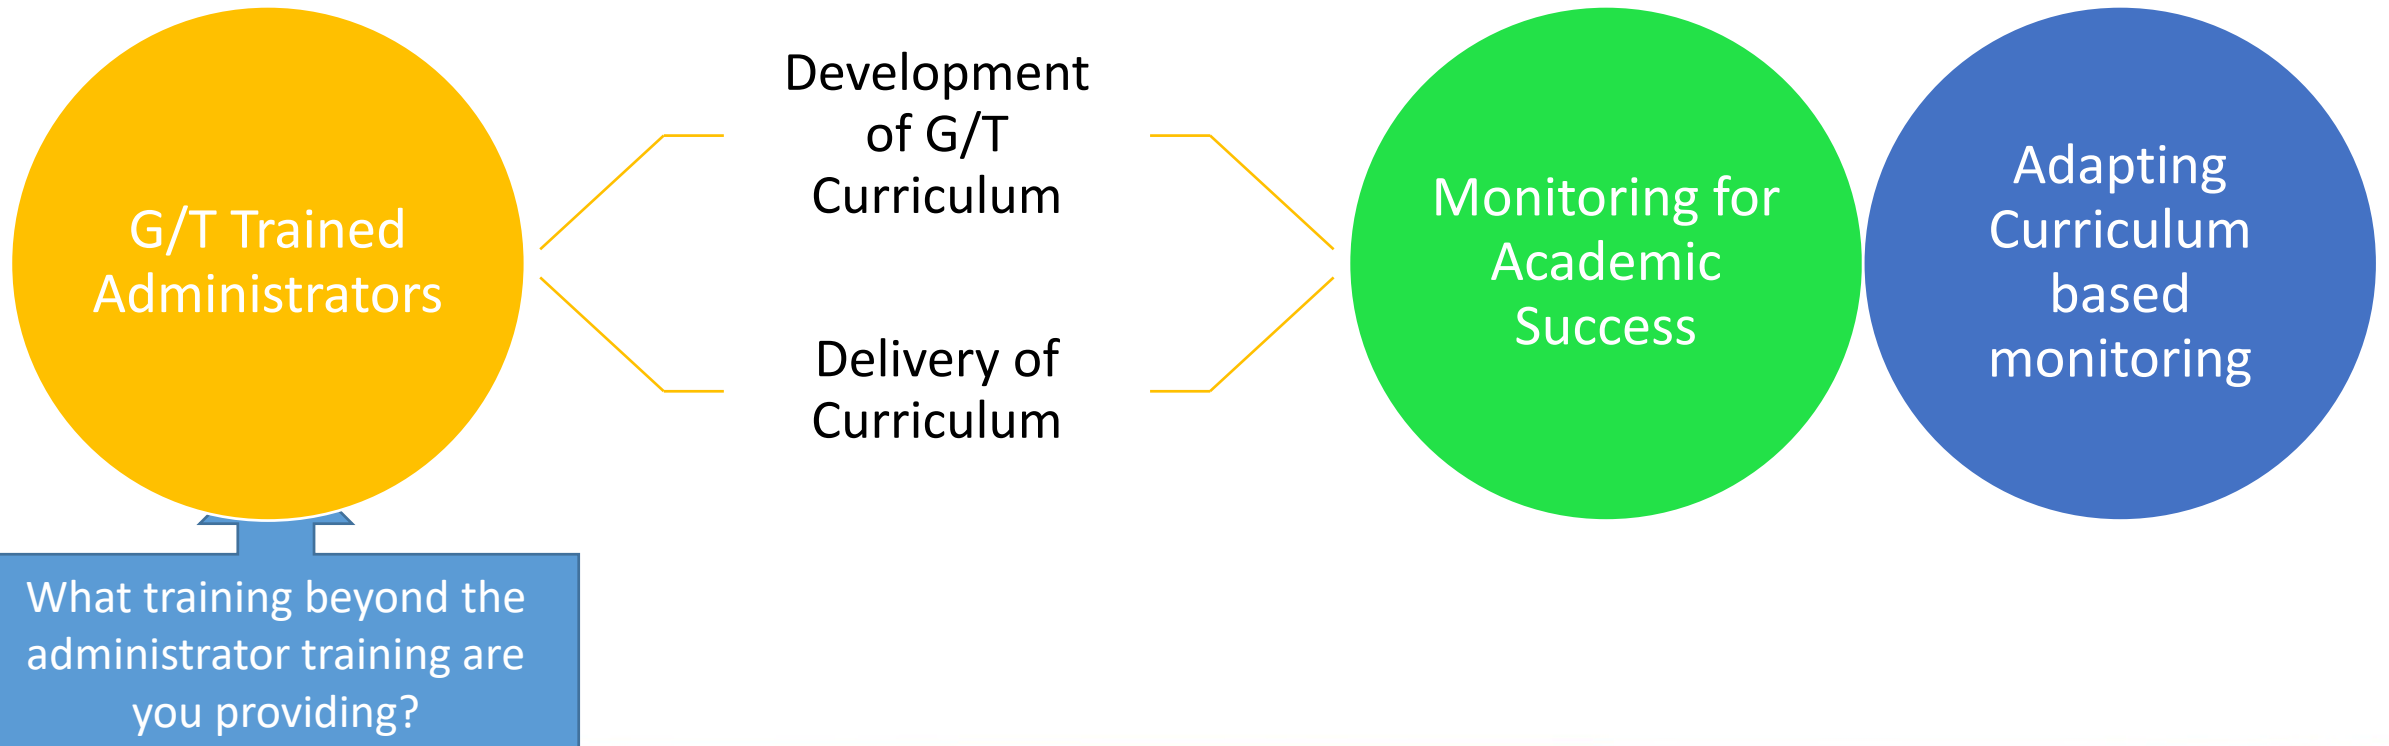 G/T Trained
Administrators
Development
of G/T
Curriculum
Delivery of
Curriculum
Monitoring for
Academic
Success
Adapting
Curriculum
based
monitoring
What training beyond the
administrator training are
you providing?